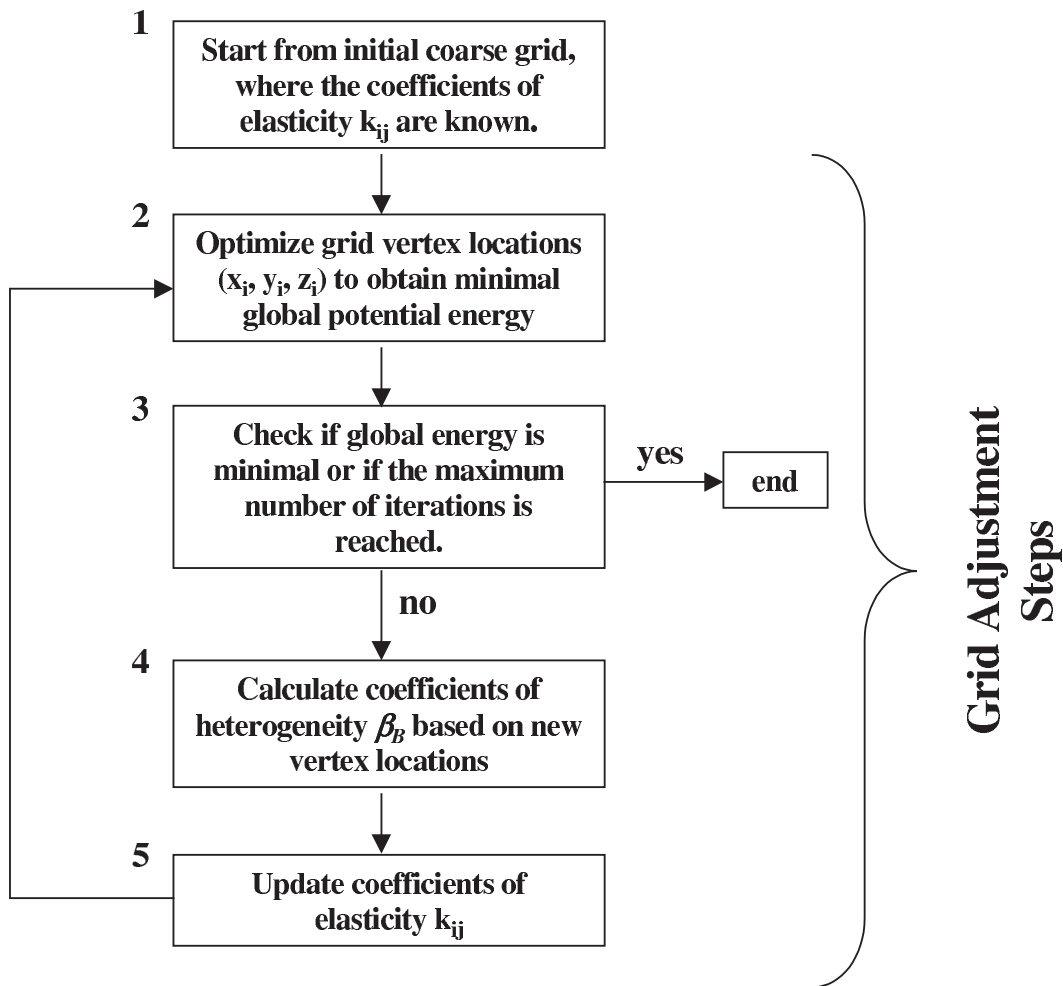 1
Start from initial coarse grid,
where the coefficients of
elasticity kij are known.
2
Optimize grid vertex locations
(xi, yi, zi) to obtain minimal
global potential energy
3
Check if global energy is
minimal or if the maximum
number of iterations is
reached.
yes
end
no
4
Calculate coefficients of
heterogeneity βB based on new
vertex locations
5
Update coefficients of
elasticity kij
Grid Adjustment
Steps